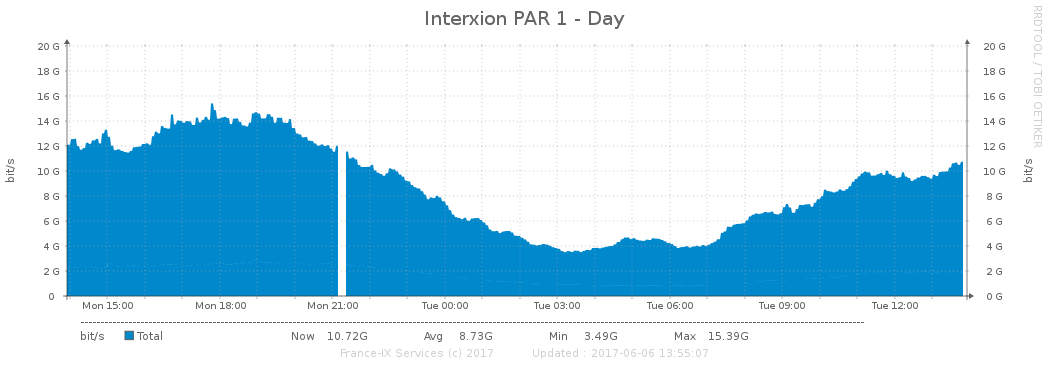 Interxion PAR 1 - Day
RRDTOOL / TOBI OETIKER
20 G 20 G
18 G 18 G
16 G 16 G
14 G 14 G
12 G 12 G
10 G 10 G
8 G 8 G
6 G 6 G
4 G 4 G
2 G 2 G
0 0 G
bit/s bit/s
Mon 15:00 Mon 18:00 Mon 21:00 Tue 00:00 Tue 03:00 Tue 06:00 Tue 09:00 Tue 12:00
bit/s Total Now 10.72G Avg 8.73G Min 3.49G Max 15.39G
France-IX Services (c) 2017 Updated : 2017-06-06 13:55:07